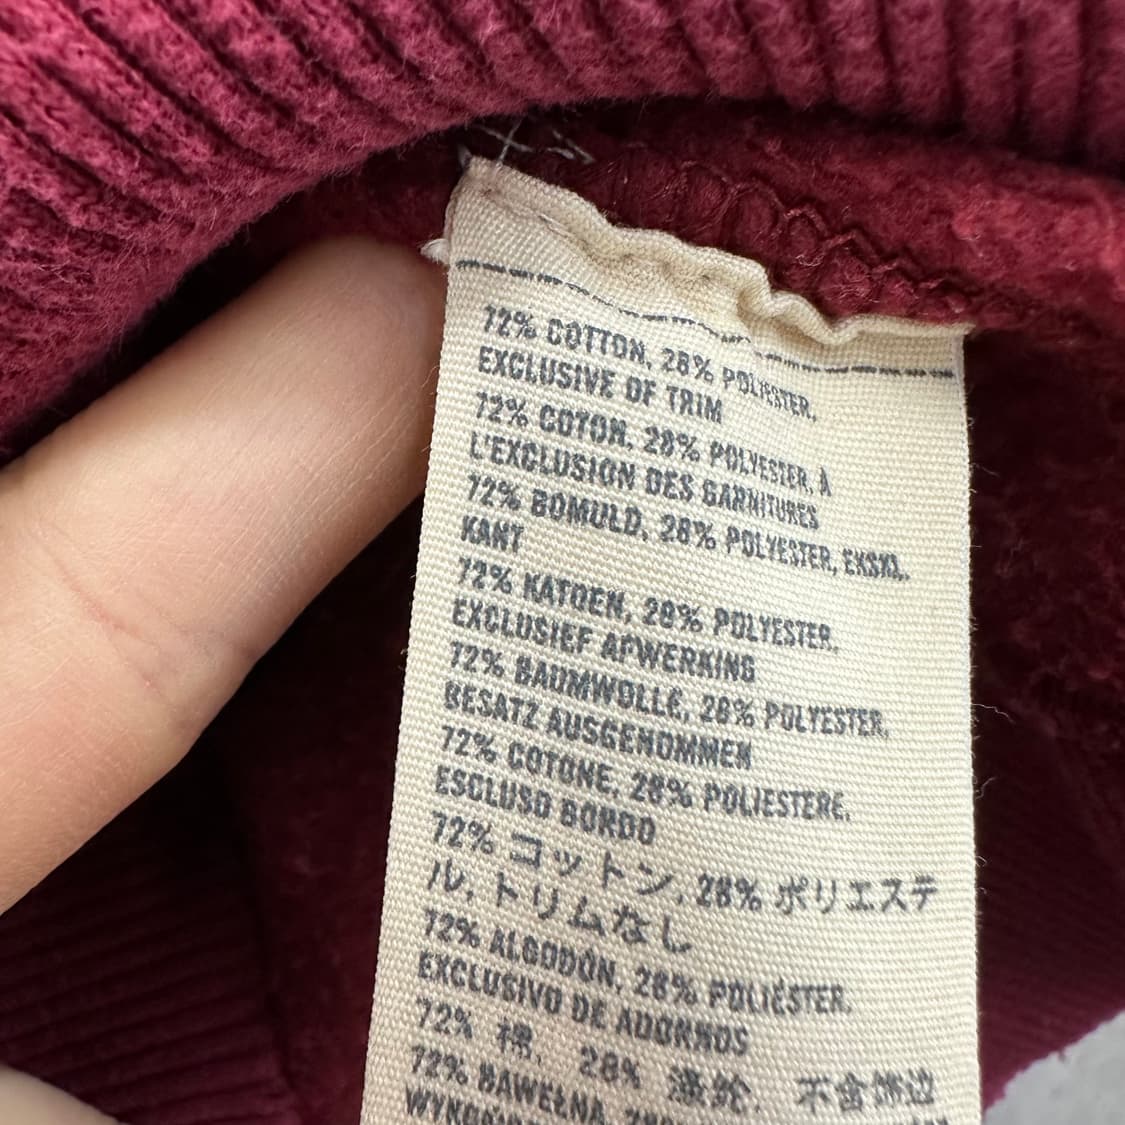 72% COTTON, 28% POLYESTER,
EXCLUSIVE OF TRIM
72% COTON, 28% POLYESTER, À
L'EXCLUSION DES GARNITURES
72% BOMULD, 28% POLYESTER, EKSKL.
KANT
72% KATOEN, 28% POLYESTER,
EXCLUSIEF AFWERKING
72% BAUMWOLLE, 28% POLYESTER,
BESATZ AUSGENOMMEN
72% COTONE, 28% POLIESTERE,
ESCLUSO BORDO
72% コットン, 28% ポリエステ
ル, トリムなし
72% ALGODÓN, 28% POLIÉSTER,
EXCLUSIVO DE ADORNOS
72% 棉, 28% 涤纶, 不含饰边
72% BAWEŁNA,